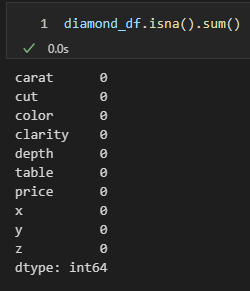 1 diamond_df.isna().sum()
0.0s
carat 0
cut 0
color 0
clarity 0
depth 0
table 0
price 0
x 0
y 0
z 0
dtype: int64